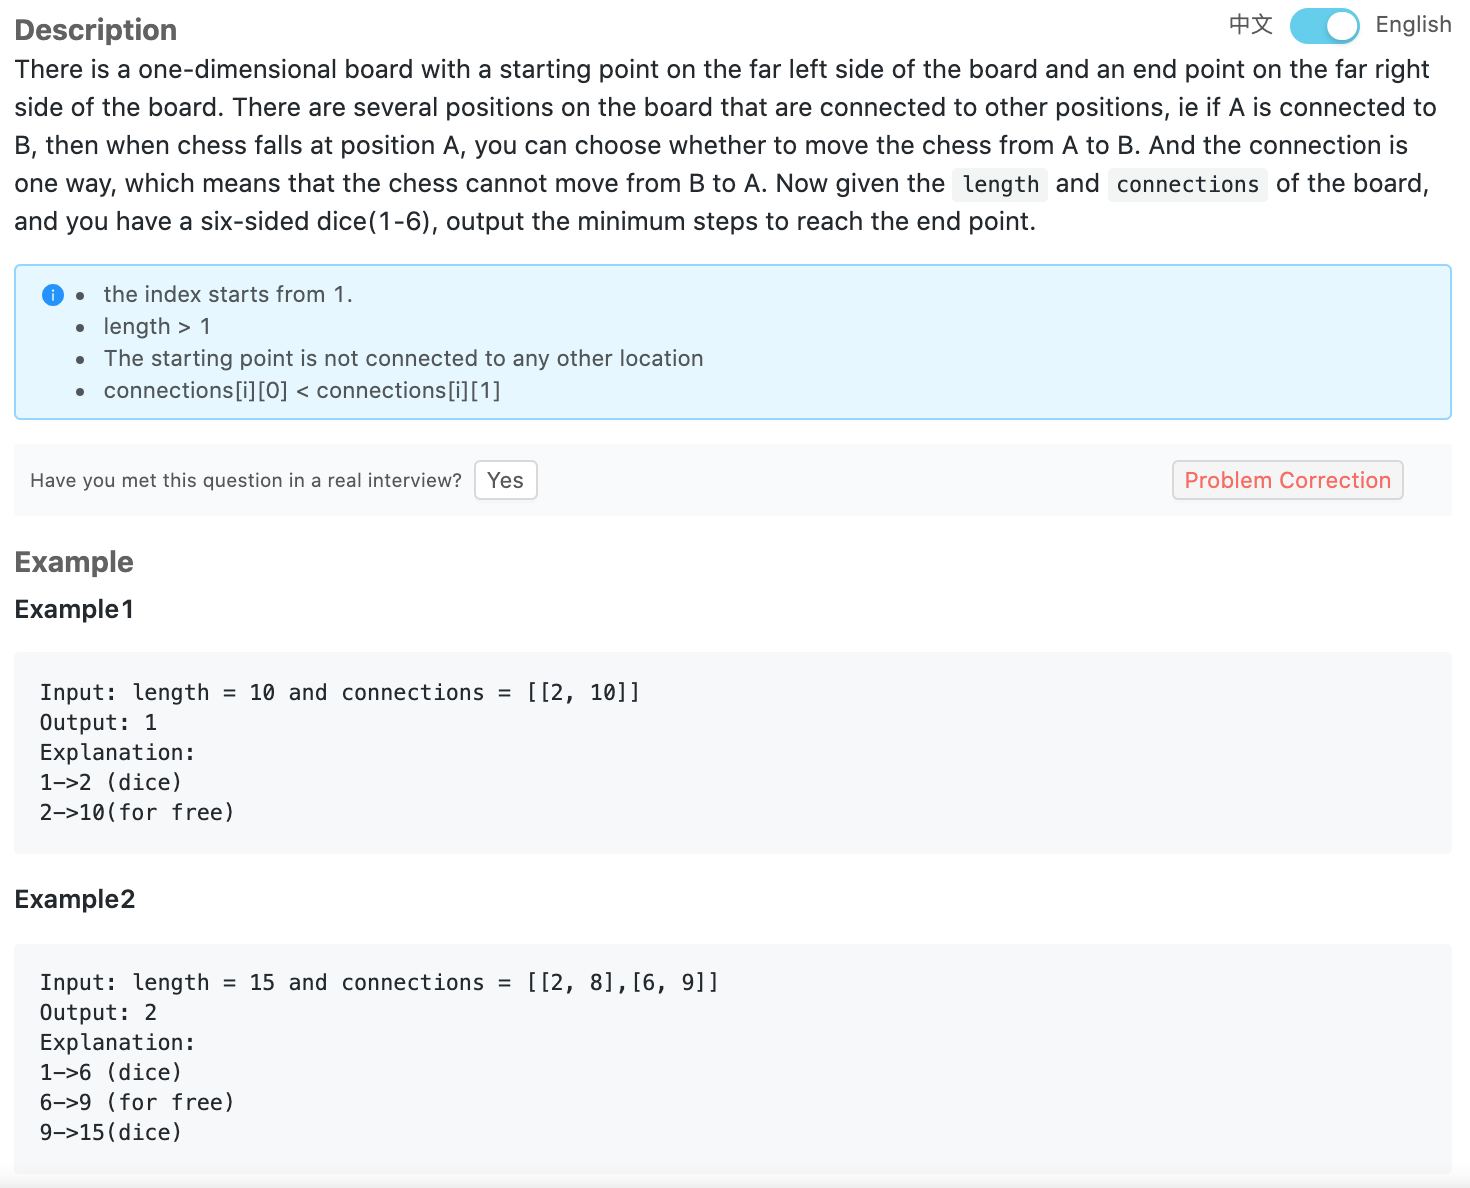 Description
中文 English
There is a one-dimensional board with a starting point on the far left side of the board and an end point on the far right
side of the board. There are several positions on the board that are connected to other positions, ie if A is connected to
B, then when chess falls at position A, you can choose whether to move the chess from A to B. And the connection is
one way, which means that the chess cannot move from B to A. Now given the length and connections of the board,
and you have a six-sided dice(1-6), output the minimum steps to reach the end point.
• the index starts from 1.
• length > 1
• The starting point is not connected to any other location
• connections[i][0] < connections[i][1]
Have you met this question in a real interview? Yes
Problem Correction
Example
Example1
Input: length = 10 and connections = [[2, 10]]
Output: 1
Explanation:
1->2 (dice)
2->10(for free)
Example2
Input: length = 15 and connections = [[2, 8],[6, 9]]
Output: 2
Explanation:
1->6 (dice)
6->9 (for free)
9->15(dice)